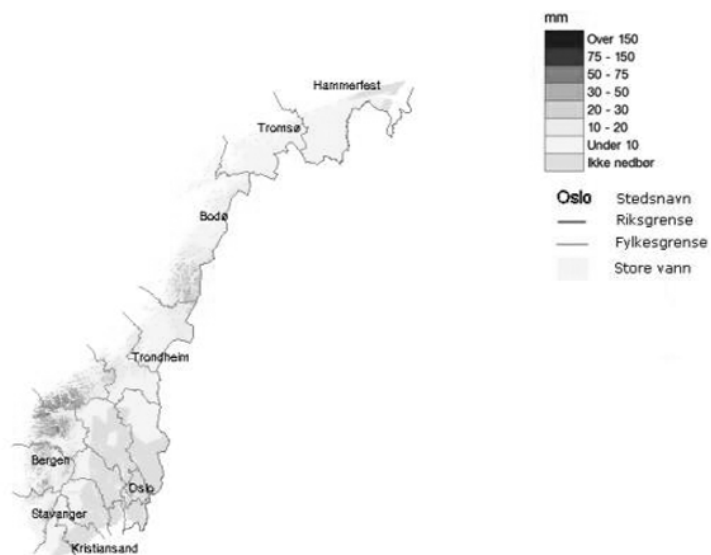 mm
Over 150
75 - 150
50 - 75
30 - 50
20 - 30
10 - 20
Under 10
Ikke nedbør
Oslo Stedsnavn
Riksgrense
Fylkesgrense
Store vann
Hammerfest
Tromsø
Bodø
Trondheim
Bergen
Oslo
Stavanger
Kristiansand